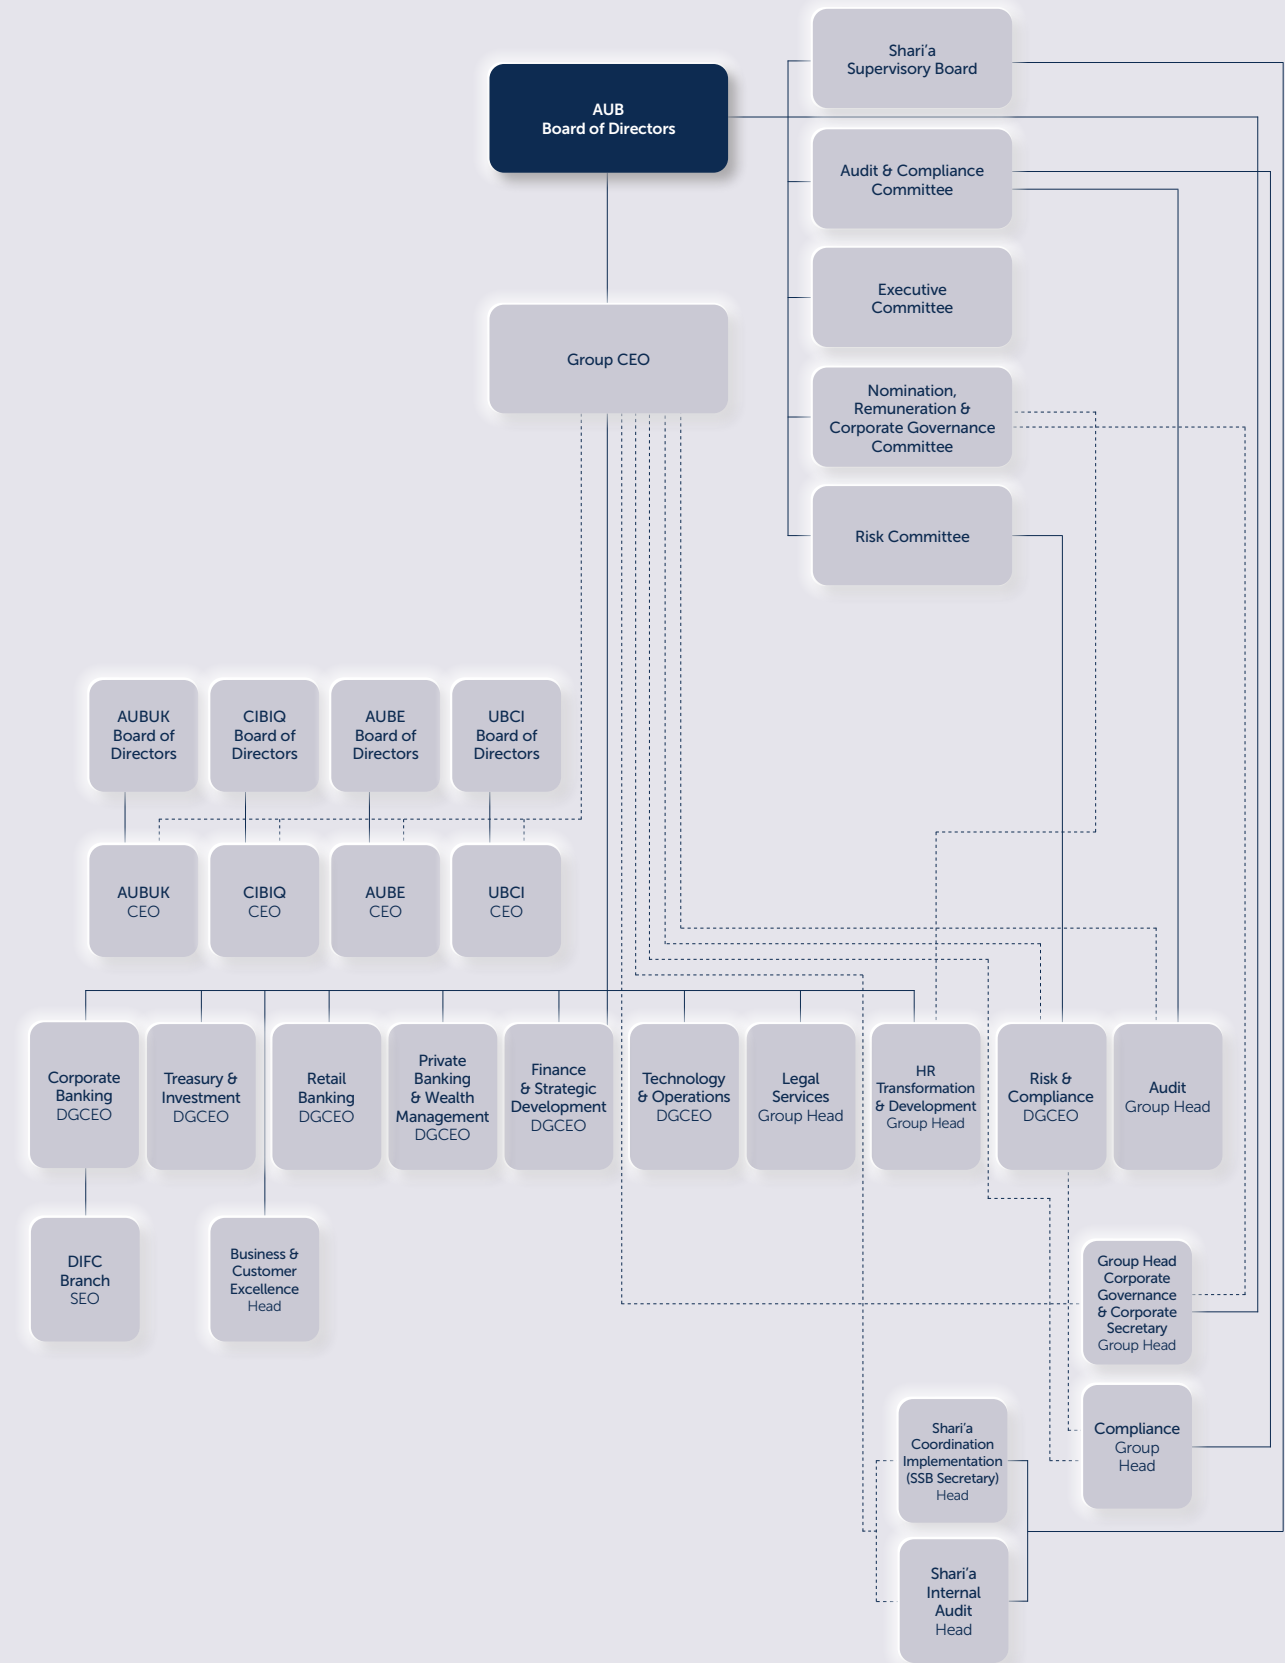 Shari’a
Supervisory Board
AUB
Board of Directors
Audit & Compliance
Committee
Executive
Committee
Group CEO
Nomination,
Remuneration &
Corporate Governance
Committee
Risk Committee
AUBUK
Board of
Directors
CIBIQ
Board of
Directors
AUBE
Board of
Directors
UBCI
Board of
Directors
AUBUK
CEO
CIBIQ
CEO
AUBE
CEO
UBCI
CEO
Corporate
Banking
DGCEO
Treasury &
Investment
DGCEO
Retail
Banking
DGCEO
Private
Banking
& Wealth
Management
DGCEO
Finance
& Strategic
Development
DGCEO
Technology
& Operations
DGCEO
Legal
Services
Group Head
HR
Transformation
& Development
Group Head
Risk &
Compliance
DGCEO
Audit
Group Head
DIFC
Branch
SEO
Business &
Customer
Excellence
Head
Group Head
Corporate
Governance
& Corporate
Secretary
Group Head
Compliance
Group
Head
Shari’a
Coordination
Implementation
(SSB Secretary)
Head
Shari’a
Internal
Audit
Head